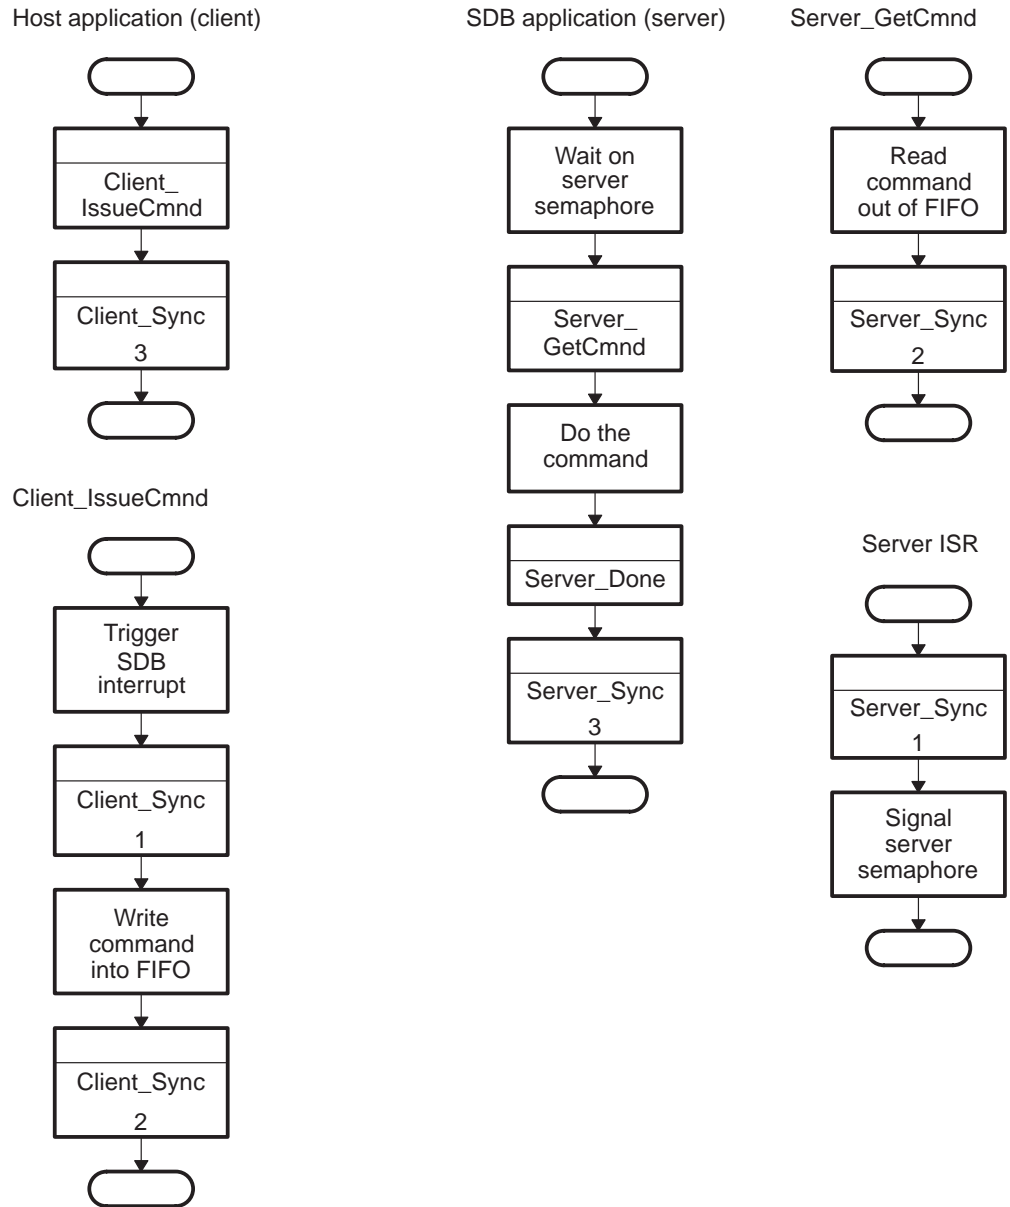 Host application (client)
Client_
IssueCmnd
Client_Sync
3
Client_IssueCmnd
Trigger
SDB
interrupt
Client_Sync
1
Write
command
into FIFO
Client_Sync
2
SDB application (server)
Wait on
server
semaphore
Server_
GetCmnd
Do the
command
Server_Done
Server_Sync
3
Server_GetCmnd
Read
command
out of FIFO
Server_Sync
2
Server ISR
Server_Sync
1
Signal
server
semaphore